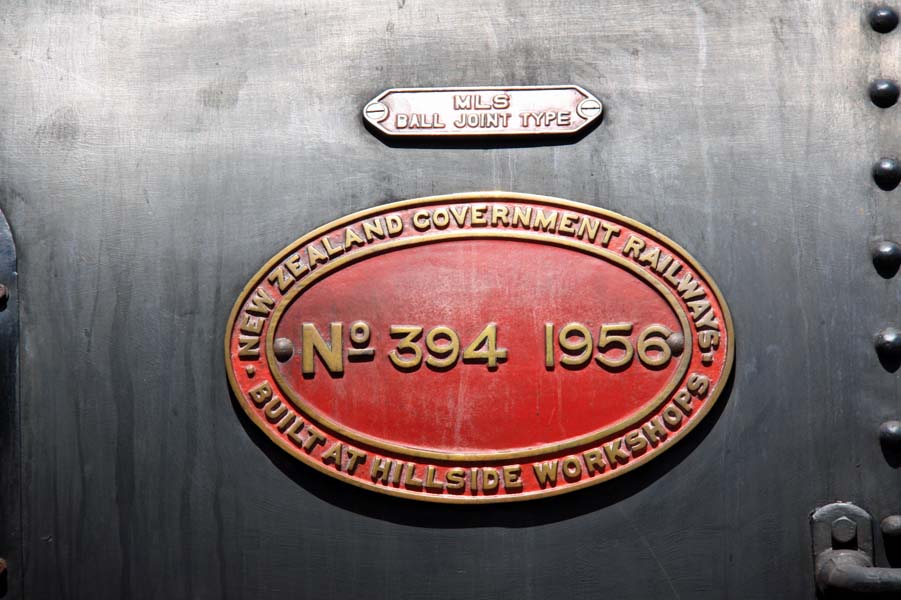 MLS
BALL JOINT TYPE
NEW ZEALAND GOVERNMENT RAILWAYS
Nº 394 1956
BUILT AT HILLSIDE WORKSHOPS